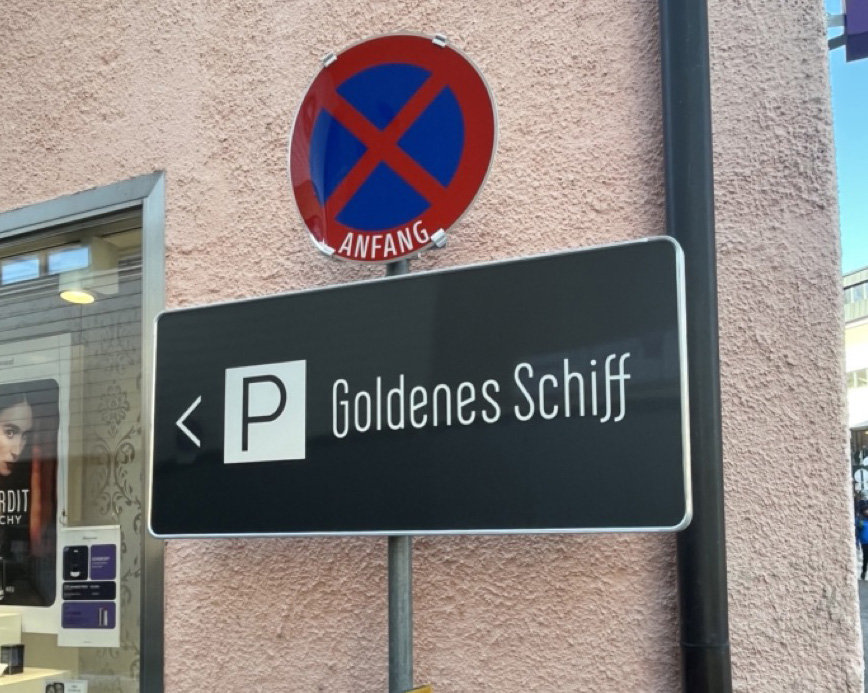 ANFANG
< P Goldenes Schiff
RDIT
CHY